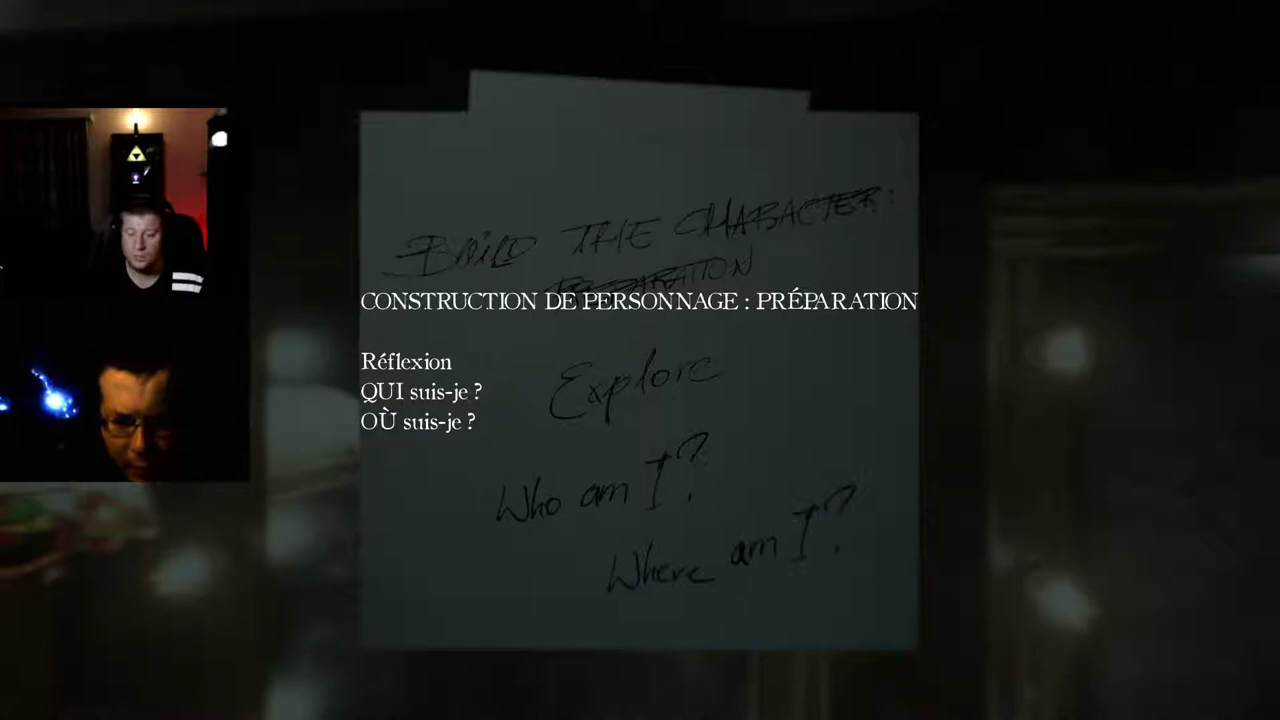 BUILD THE CHARACTER:
PREPARATION
CONSTRUCTION DE PERSONNAGE : PRÉPARATION
Réflexion
QUI suis-je ?
OÙ suis-je ?
Explore
Who am I?
Where am I?